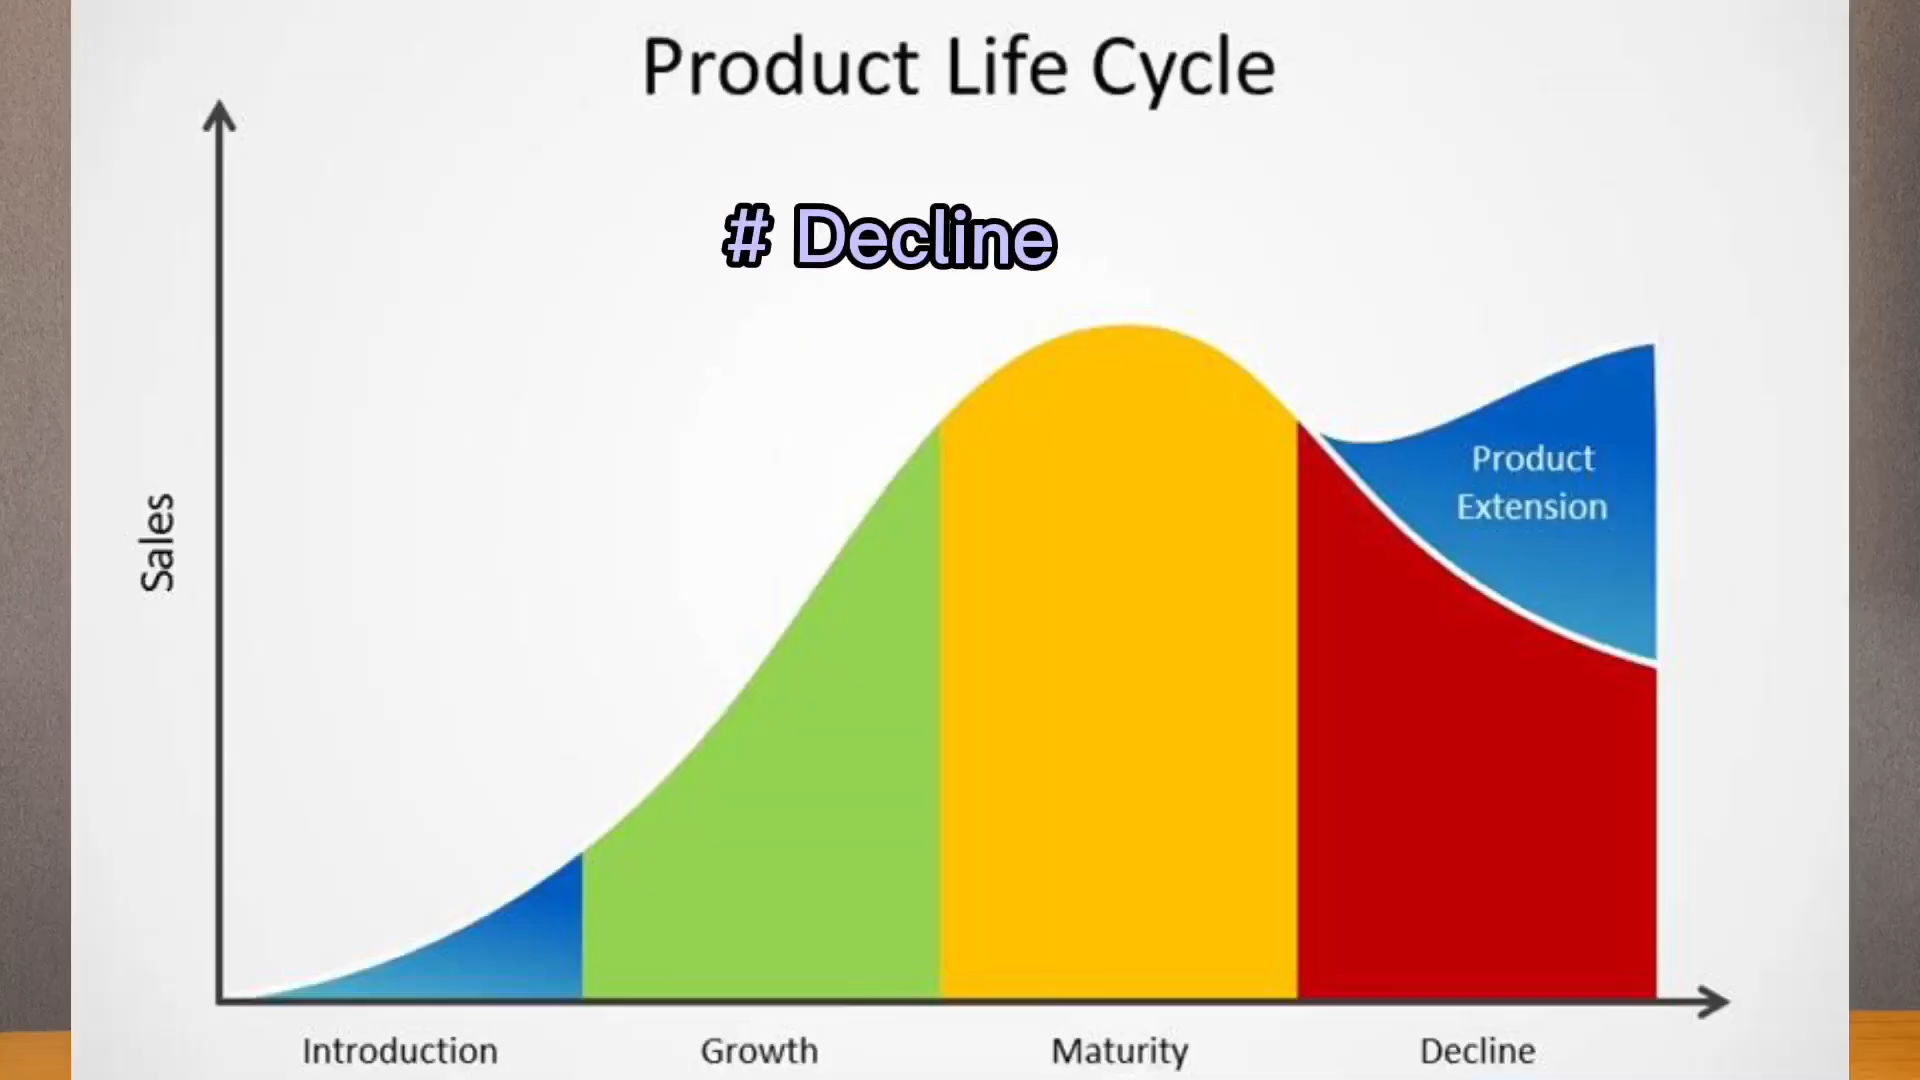 Product Life Cycle
# Decline
Sales
Product
Extension
Introduction
Growth
Maturity
Decline